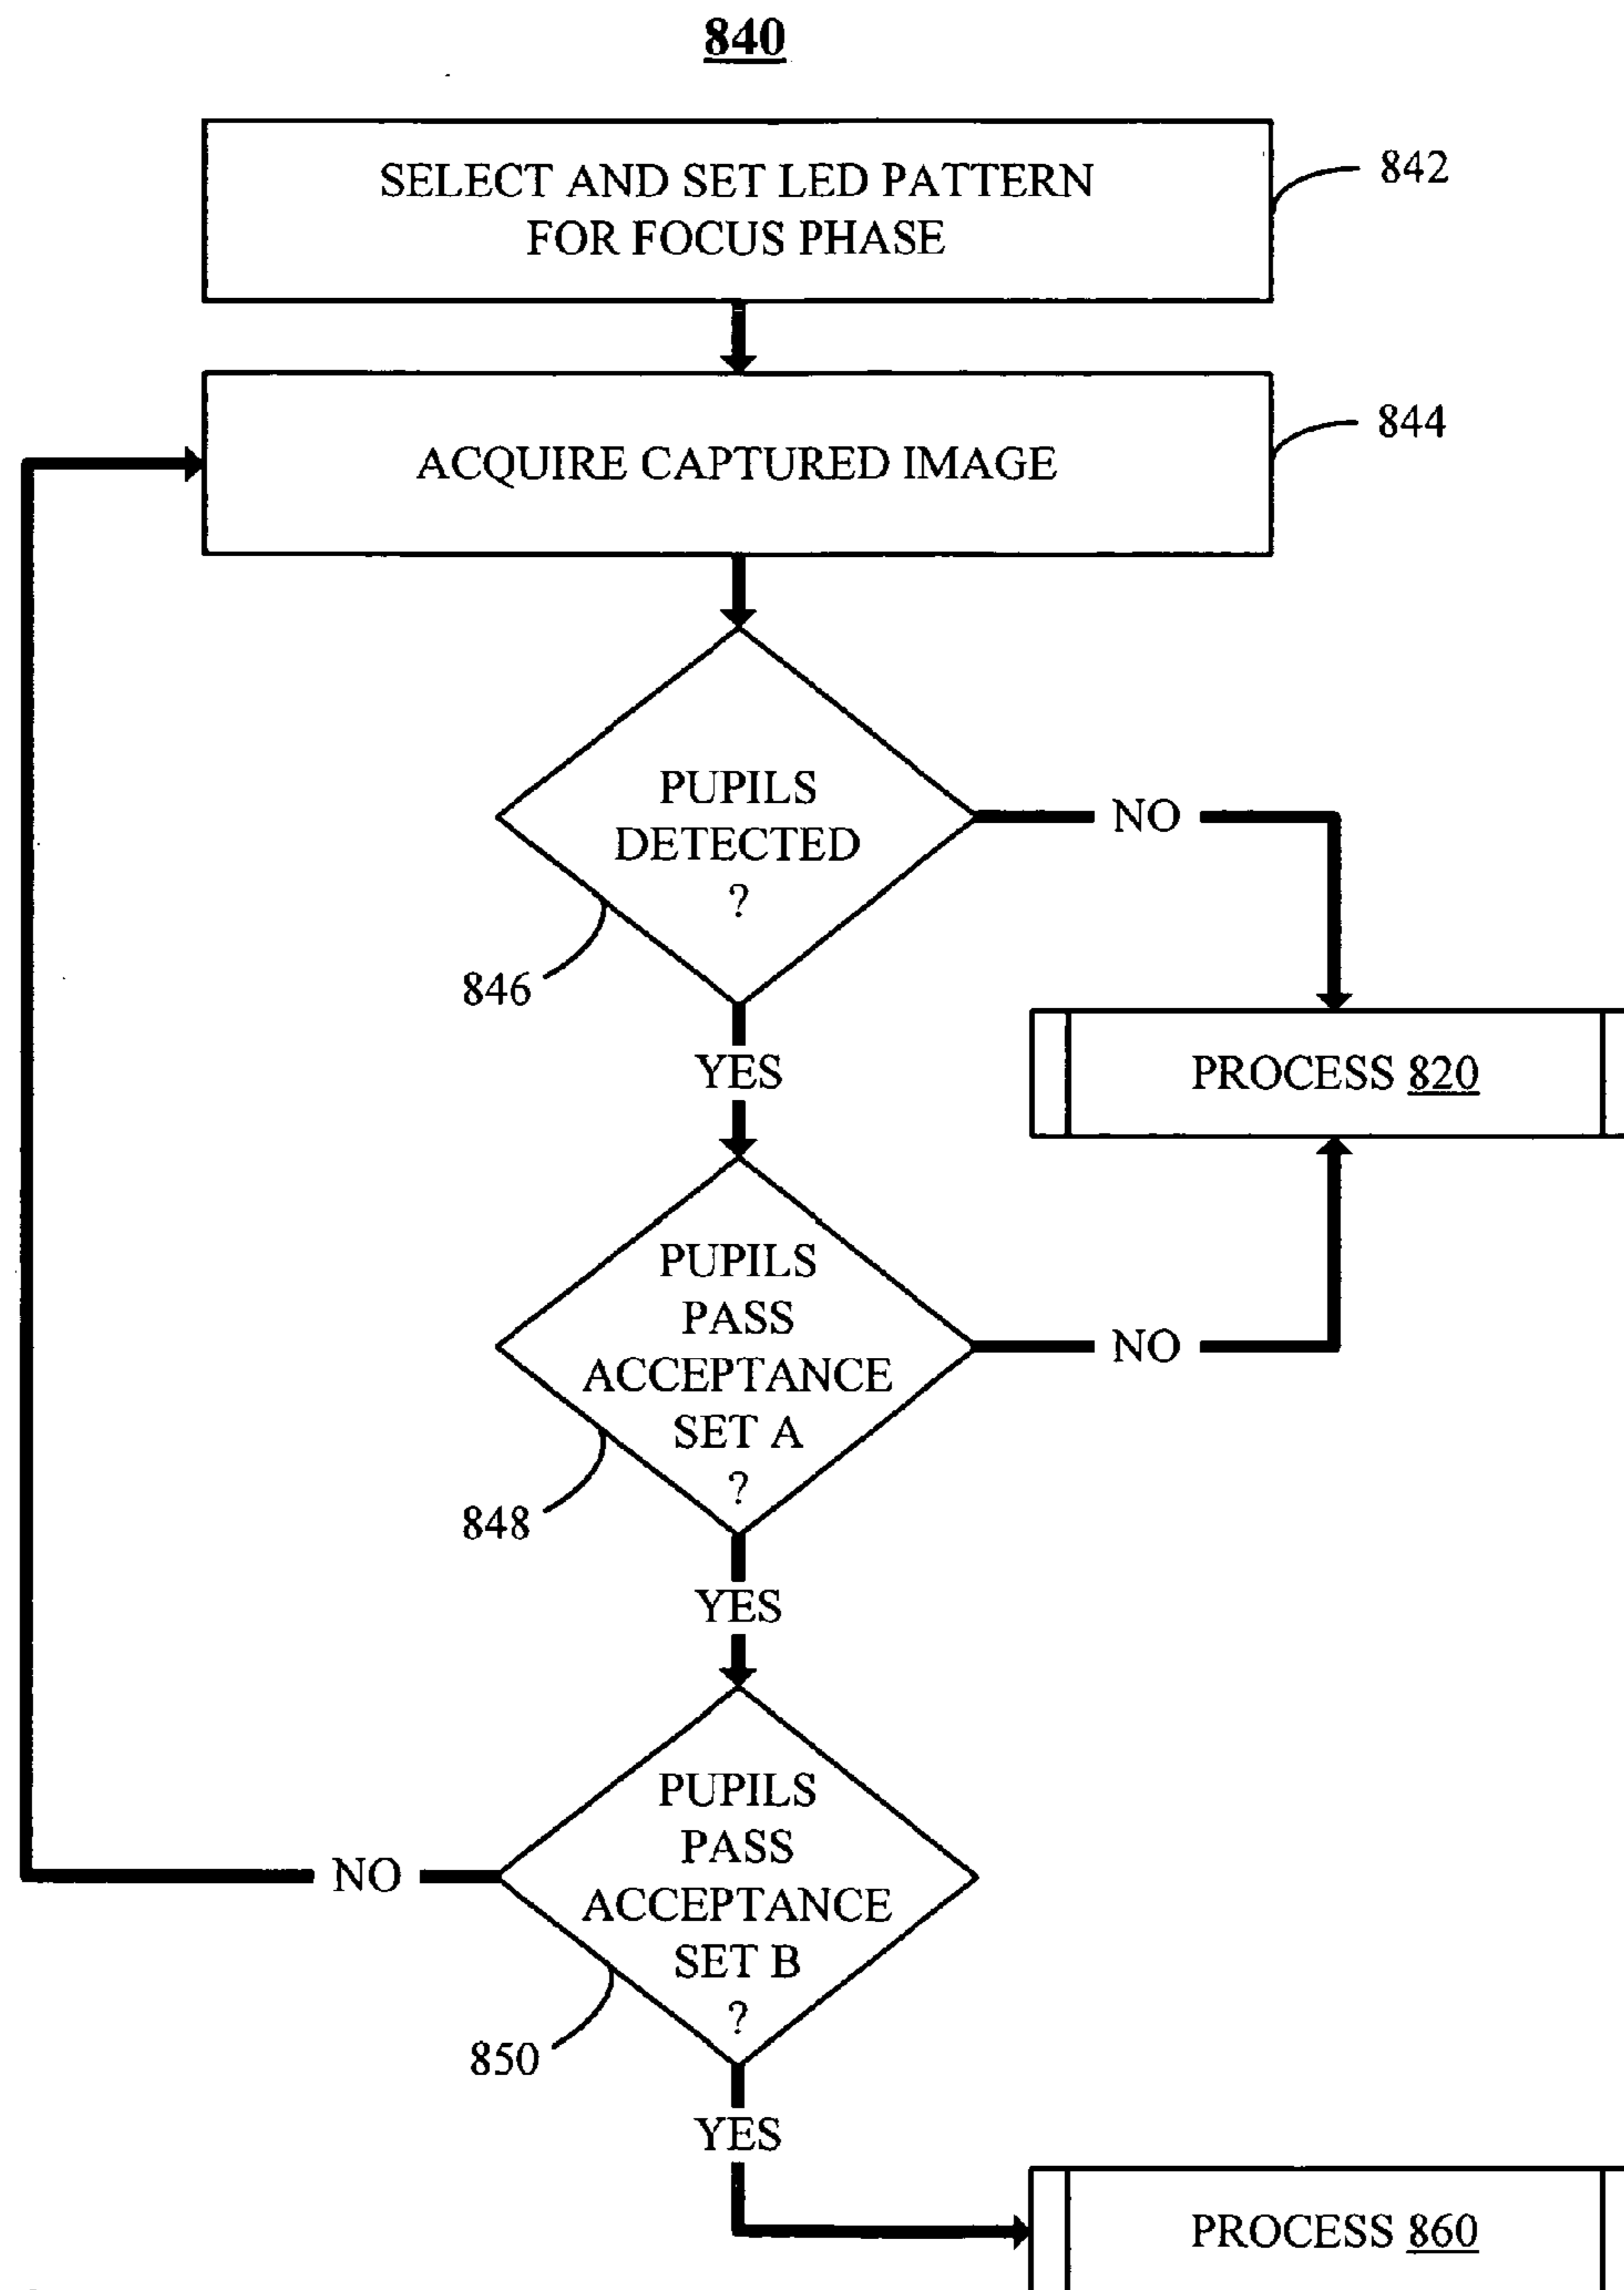 840
SELECT AND SET LED PATTERN
FOR FOCUS PHASE
842
ACQUIRE CAPTURED IMAGE
844
PUPILS
DETECTED
?
846
NO
YES
PROCESS 820
PUPILS
PASS
ACCEPTANCE
SET A
?
848
NO
YES
PUPILS
PASS
ACCEPTANCE
SET B
?
850
NO
YES
PROCESS 860